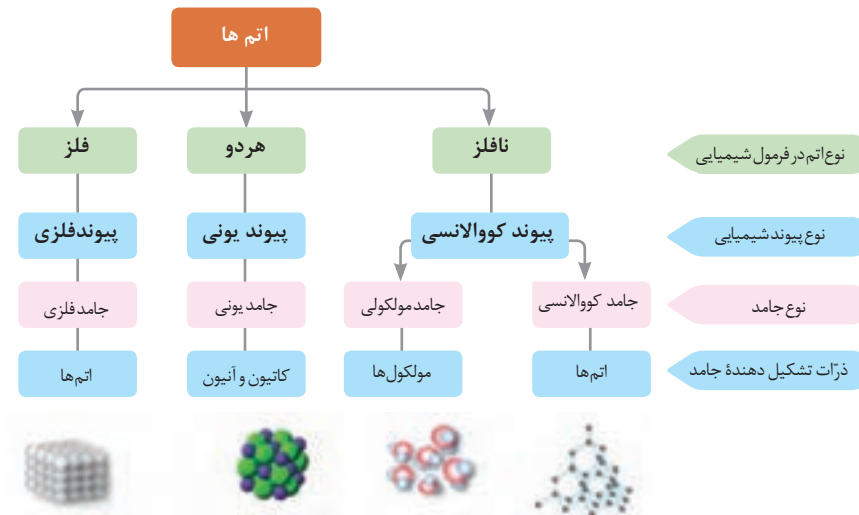 اتم ها
نوع اتم در فرمول شیمیایی
نافلز
هردو
فلز
نوع پیوند شیمیایی
پیوند کووالانسی
پیوند یونی
پیوند فلزی
نوع جامد
جامد کووالانسی
جامد مولکولی
جامد یونی
جامد فلزی
ذرّات تشکیل دهندهٔ جامد
اتم‌ها
مولکول‌ها
کاتیون و آنیون
اتم‌ها